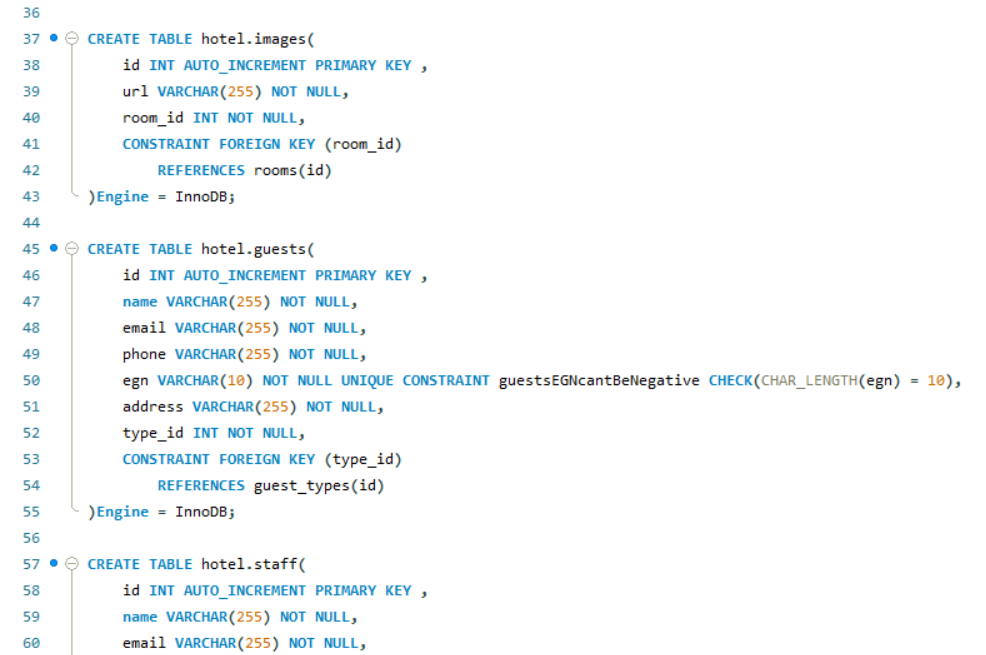 36
37 CREATE TABLE hotel.images(
38 id INT AUTO_INCREMENT PRIMARY KEY ,
39 url VARCHAR(255) NOT NULL,
40 room_id INT NOT NULL,
41 CONSTRAINT FOREIGN KEY (room_id)
42 REFERENCES rooms(id)
43 )Engine = InnoDB;
44
45 CREATE TABLE hotel.guests(
46 id INT AUTO_INCREMENT PRIMARY KEY ,
47 name VARCHAR(255) NOT NULL,
48 email VARCHAR(255) NOT NULL,
49 phone VARCHAR(255) NOT NULL,
50 egn VARCHAR(10) NOT NULL UNIQUE CONSTRAINT guestsEGNcantBeNegative CHECK(CHAR_LENGTH(egn) = 10),
51 address VARCHAR(255) NOT NULL,
52 type_id INT NOT NULL,
53 CONSTRAINT FOREIGN KEY (type_id)
54 REFERENCES guest_types(id)
55 )Engine = InnoDB;
56
57 CREATE TABLE hotel.staff(
58 id INT AUTO_INCREMENT PRIMARY KEY ,
59 name VARCHAR(255) NOT NULL,
60 email VARCHAR(255) NOT NULL,